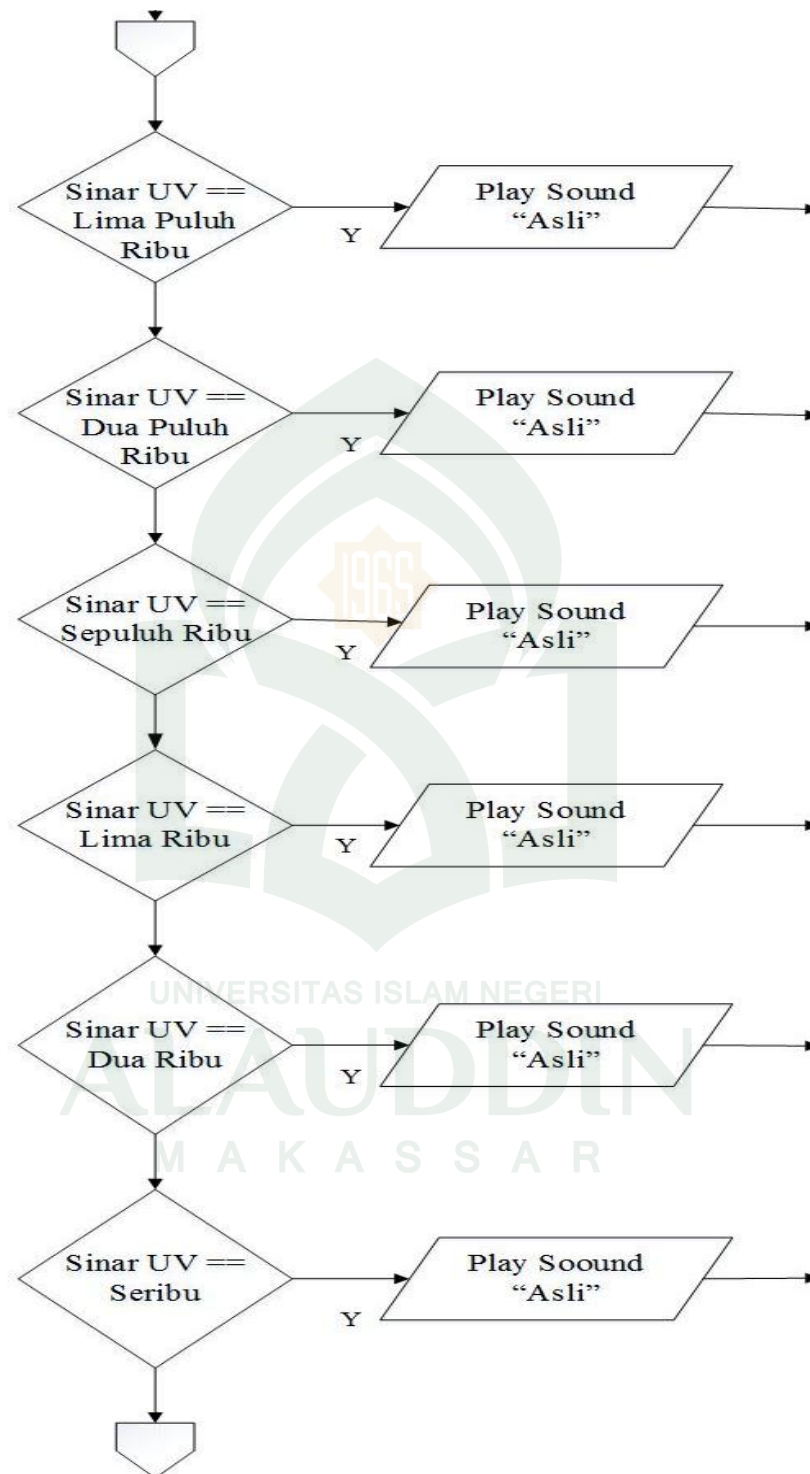 Sinar UV ==
Lima Puluh
Ribu
Y
Play Sound
“Asli”
Sinar UV ==
Dua Puluh
Ribu
Y
Play Sound
“Asli”
1965
Sinar UV ==
Sepuluh Ribu
Y
Play Sound
“Asli”
Sinar UV ==
Lima Ribu
Y
Play Sound
“Asli”
UNIVERSITAS ISLAM NEGERI
Sinar UV ==
Dua Ribu
Y
Play Sound
“Asli”
ALAUDDIN
MAKASSAR
Sinar UV ==
Seribu
Y
Play Soound
“Asli”